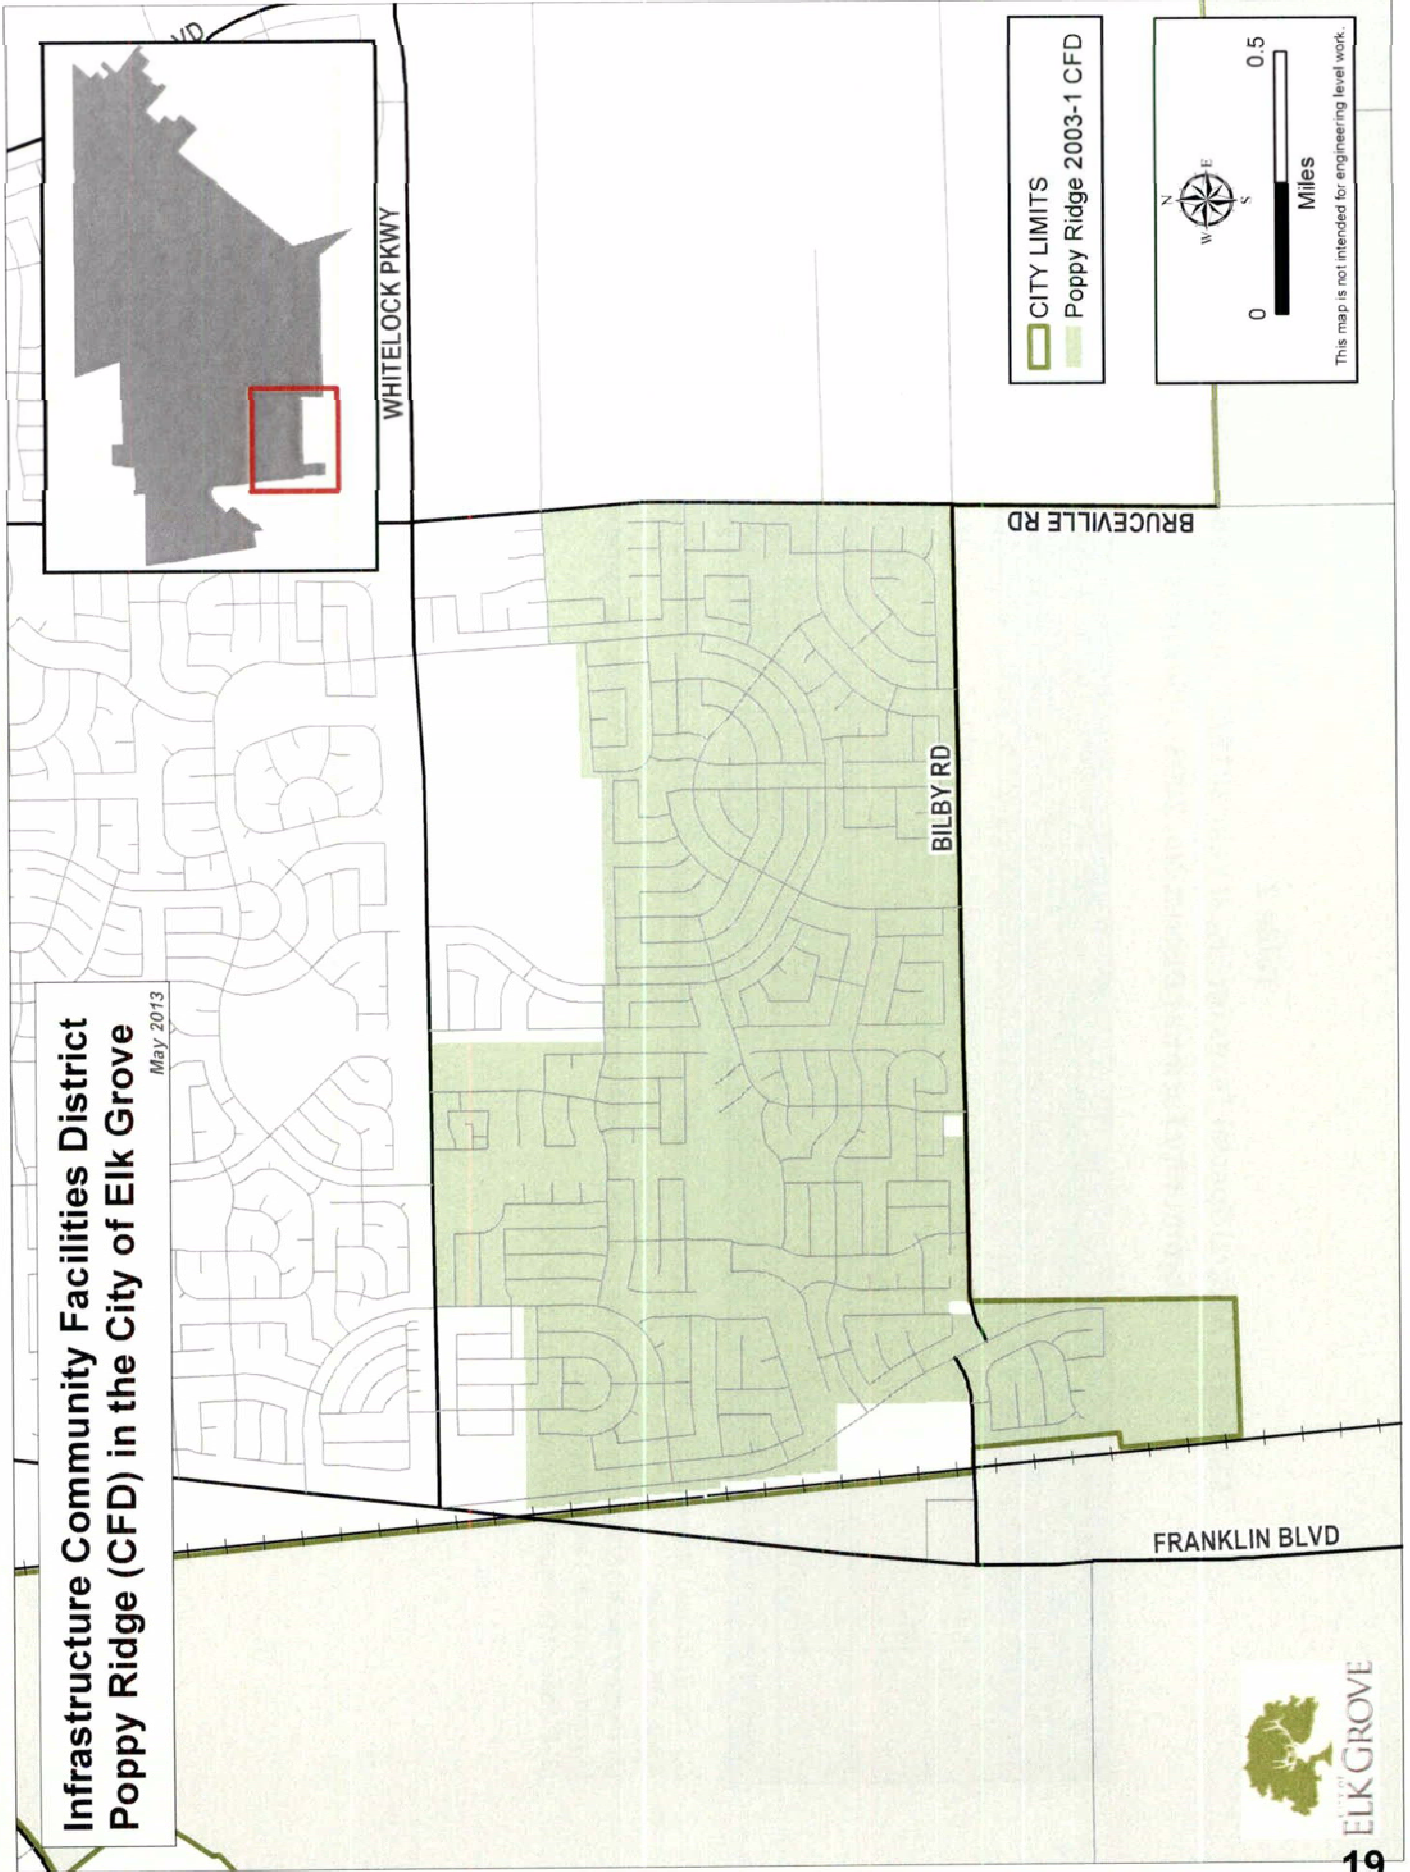 Infrastructure Community Facilities District
Poppy Ridge (CFD) in the City of Elk Grove
May 2013
VD
WHITELOCK PKWY
BRUCEVILLE RD
BILBY RD
FRANKLIN BLVD
CITY LIMITS
Poppy Ridge 2003-1 CFD
N
W
E
S
0
0.5
Miles
This map is not intended for engineering level work.
ELK GROVE
19